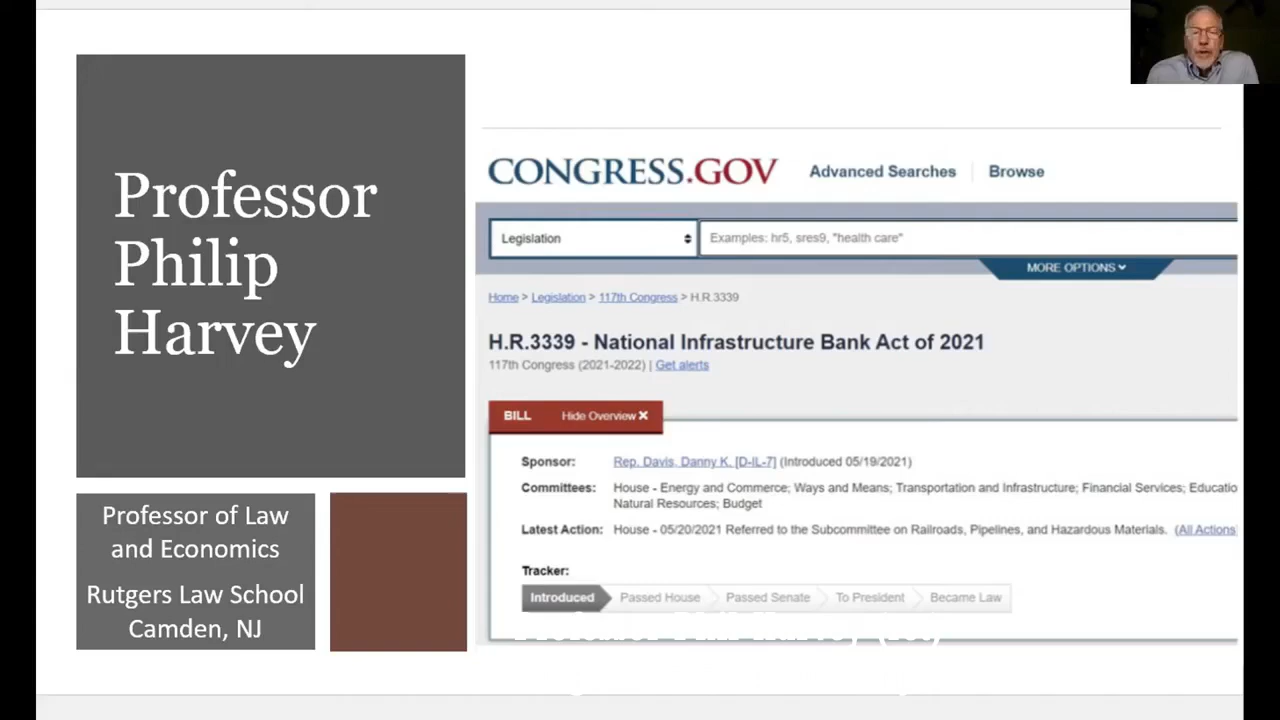 Professor
Philip
Harvey
Professor of Law
and Economics
Rutgers Law School
Camden, NJ
CONGRESS.GOV Advanced Searches Browse
Legislation Examples: hr5, sres9, "health care"
MORE OPTIONS
Home > Legislation > 117th Congress > H.R.3339
H.R.3339 - National Infrastructure Bank Act of 2021
117th Congress (2021-2022) | Get alerts
BILL Hide Overview ✕
Sponsor: Rep. Davis, Danny K. [D-IL-7] (Introduced 05/19/2021)
Committees: House - Energy and Commerce; Ways and Means; Transportation and Infrastructure; Financial Services; Educatio
Natural Resources; Budget
Latest Action: House - 05/20/2021 Referred to the Subcommittee on Railroads, Pipelines, and Hazardous Materials. (All Actions
Tracker:
Introduced Passed House Passed Senate To President Became Law